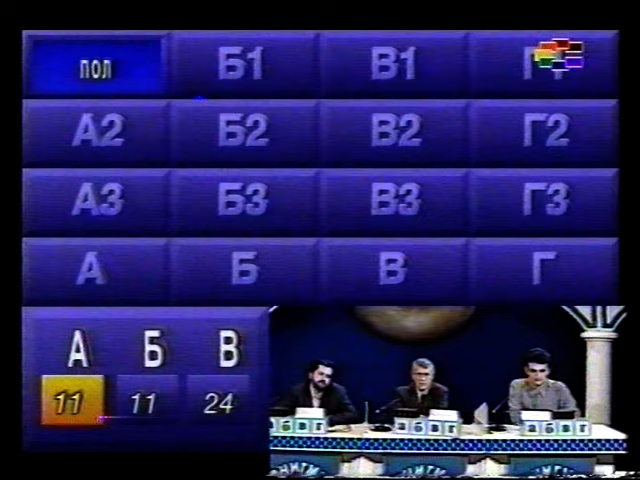 пол Б1 В1
А2 Б2 В2 Г2
А3 Б3 В3 Г3
А Б В Г
А Б В
11 11 24
абвг абвг абвг